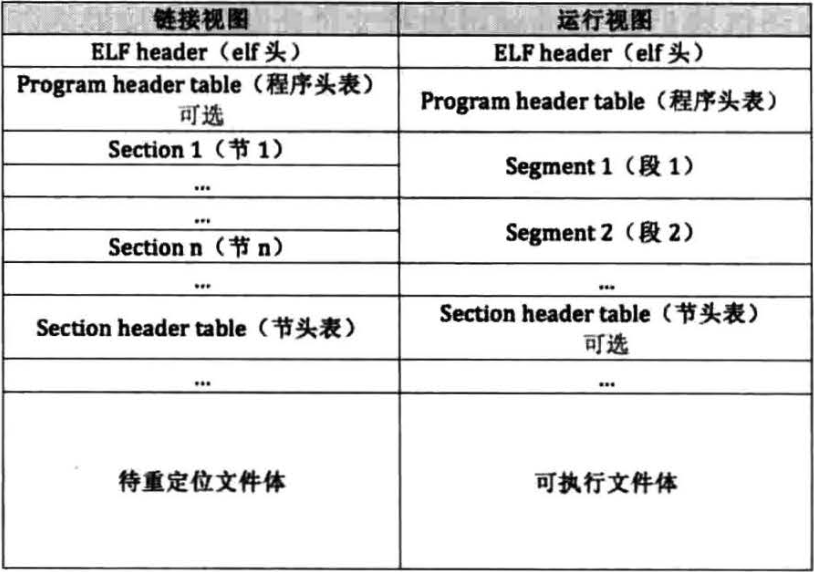 链接视图
运行视图
ELF header（elf 头）
ELF header（elf 头）
Program header table（程序头表）
可选
Program header table（程序头表）
Section 1（节 1）
...
Segment 1（段 1）
...
Section n（节 n）
Segment 2（段 2）
...
...
Section header table（节头表）
Section header table（节头表）
可选
...
...
待重定位文件体
可执行文件体